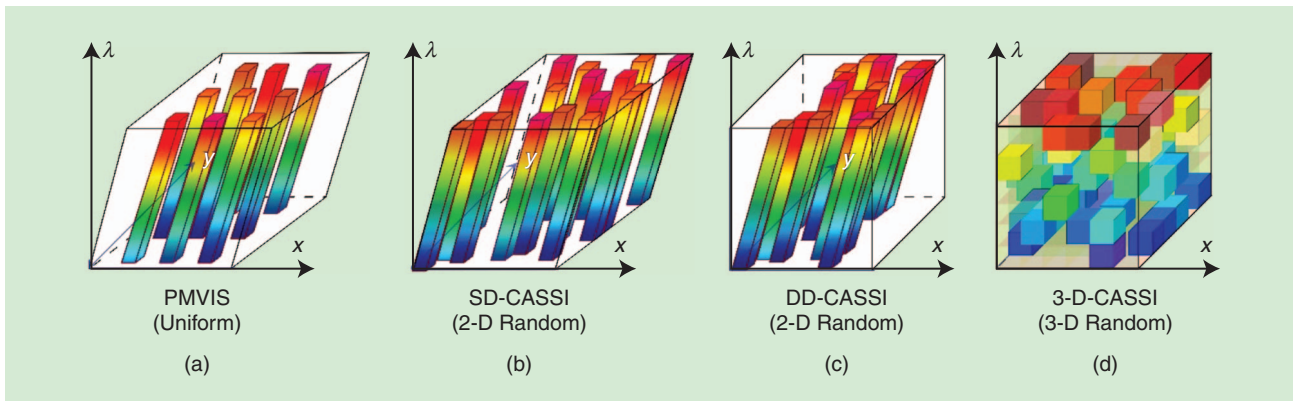 λ
y
x
PMVIS
(Uniform)
(a)
λ
y
x
SD-CASSI
(2-D Random)
(b)
λ
y
x
DD-CASSI
(2-D Random)
(c)
λ
x
3-D-CASSI
(3-D Random)
(d)